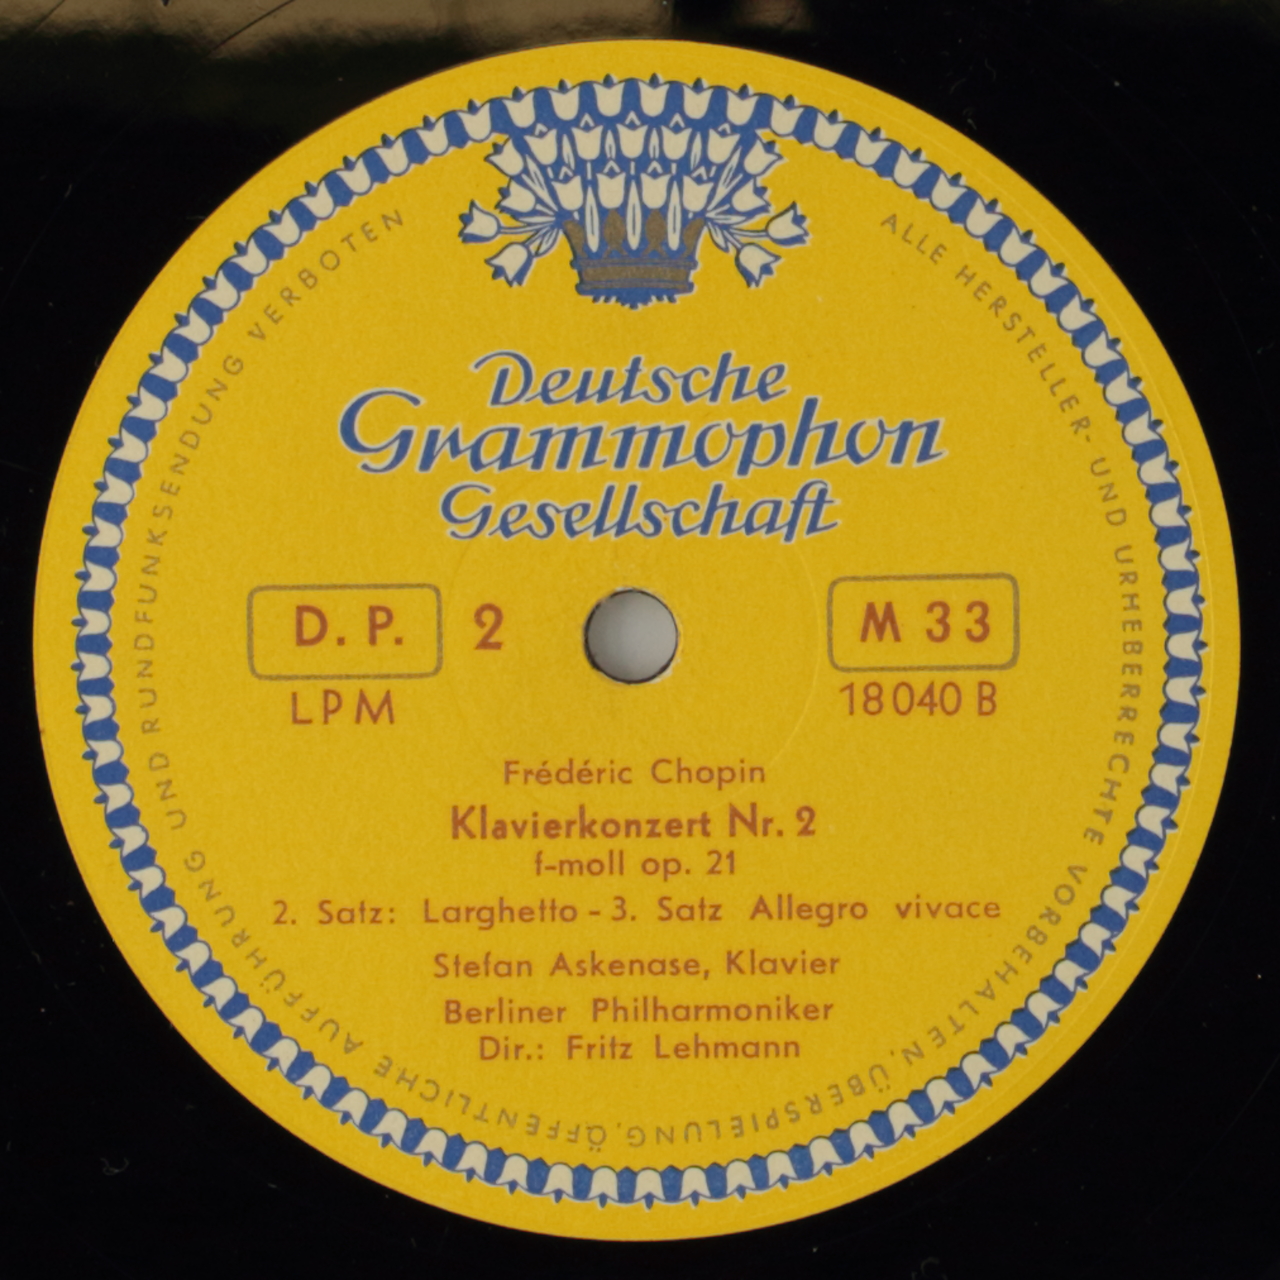 Deutsche
Grammophon
Gesellschaft
D. P. 2
M 33
LPM
18040 B
Frédéric Chopin
Klavierkonzert Nr. 2
f-moll op. 21
2. Satz: Larghetto - 3. Satz Allegro vivace
Stefan Askenase, Klavier
Berliner Philharmoniker
Dir.: Fritz Lehmann
ALLE HERSTELLER- UND URHEBERRECHTE VORBEHALTEN, ÜBERSPIELUNG, ÖFFENTLICHE AUFFÜHRUNG UND RUNDFUNKSENDUNG VERBOTEN